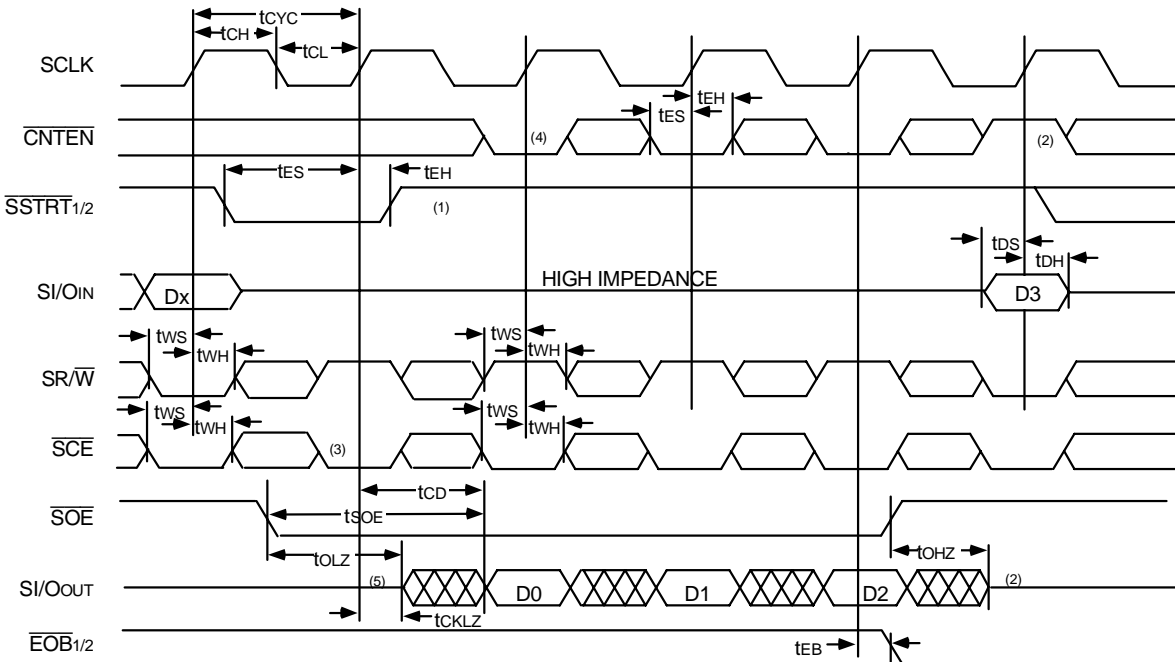 tCYC
tCH
tCL
SCLK
tEH
tES
CNTEN
(4)
(2)
tES
tEH
SSTRT1/2
(1)
tDS
tDH
SI/OIN
Dx
HIGH IMPEDANCE
D3
tWS
tWH
tWS
tWH
SR/W
tWS
tWH
tWS
tWH
SCE
(3)
tCD
SOE
tSOE
tOLZ
tOHZ
SI/OOUT
(5)
D0
D1
D2
(2)
tCKLZ
EOB1/2
tEB